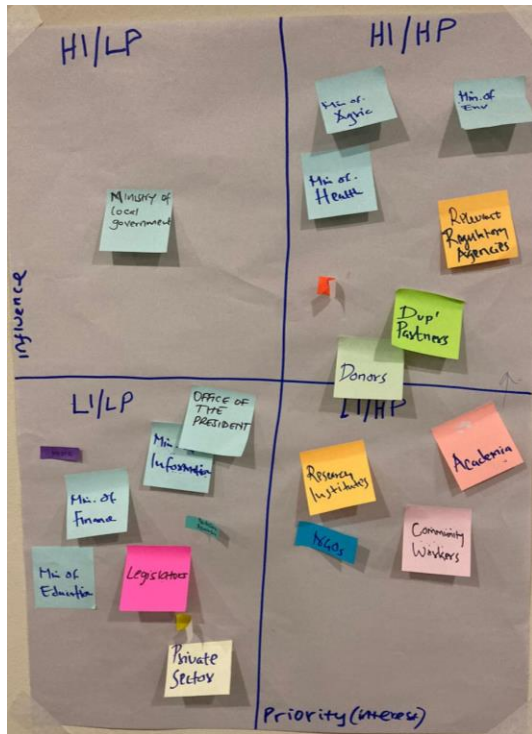 HI/LP
HI/HP
Min. of
Agric
Min. of
Env
Min. of.
Health
Ministry of
local
government
Relevant
Regulatory
Agencies
Influence
Dvp'
Partners
Donors
LI/LP
LI/HP
OFFICE OF
THE
PRESIDENT
Min. of
Information
Min. of
Finance
Research
Institutes
Academia
NGOs
Community
Workers
Min. of
Education
Legislators
Private
Sector
Priority (interest)